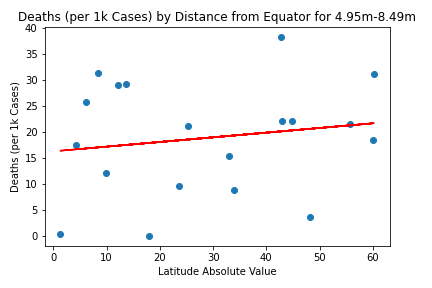 Deaths (per 1k Cases) by Distance from Equator for 4.95m-8.49m
40
35
30
25
20
15
10
5
0
Deaths (per 1k Cases)
0 10 20 30 40 50 60
Latitude Absolute Value